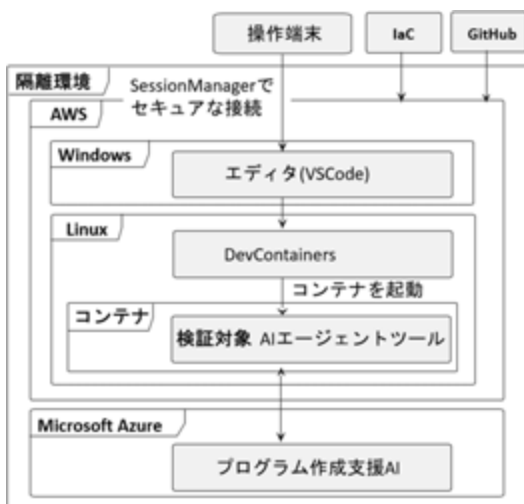 操作端末
IaC
GitHub
隔離環境
SessionManagerで
セキュアな接続
AWS
Windows
エディタ(VSCode)
Linux
DevContainers
コンテナを起動
コンテナ
検証対象 AIエージェントツール
Microsoft Azure
プログラム作成支援AI